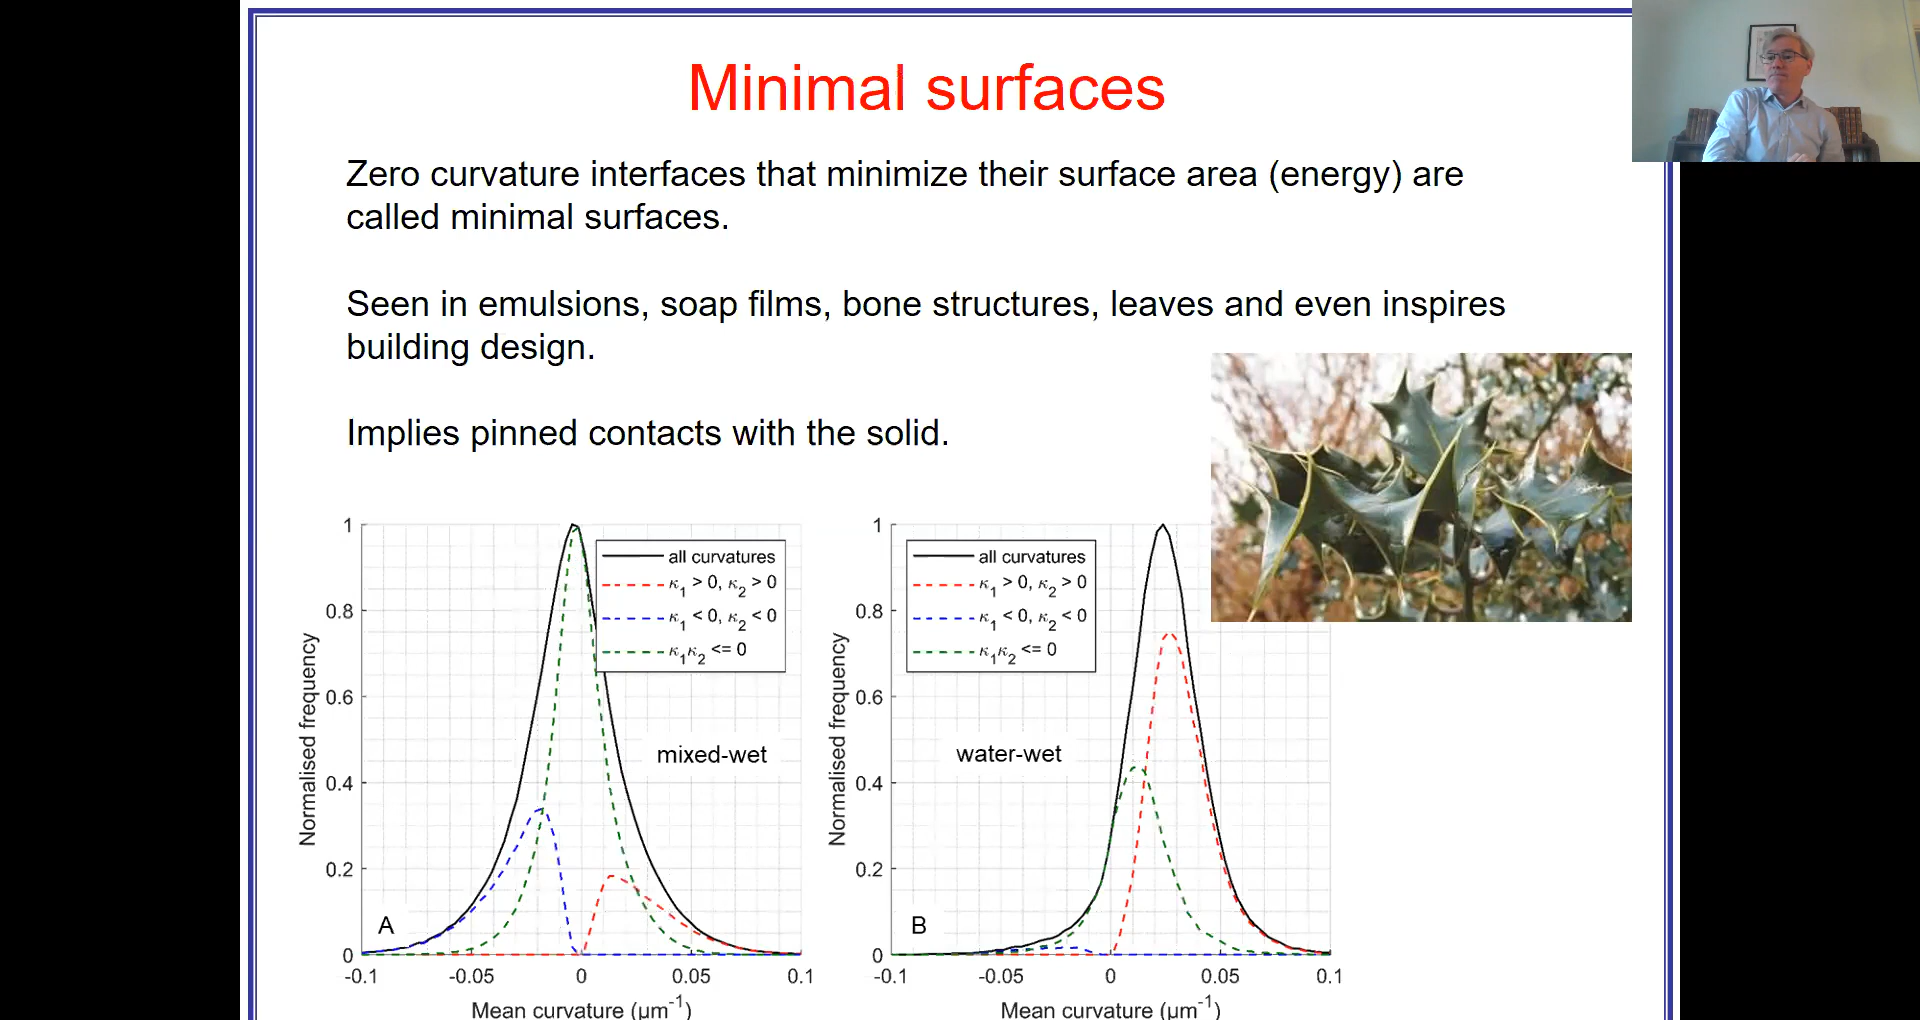 Minimal surfaces
Zero curvature interfaces that minimize their surface area (energy) are
called minimal surfaces.
Seen in emulsions, soap films, bone structures, leaves and even inspires
building design.
Implies pinned contacts with the solid.
Normalised frequency
1
0.8
0.6
0.4
0.2
0
all curvatures
κ1 > 0, κ2 > 0
κ1 < 0, κ2 < 0
κ1κ2 <= 0
mixed-wet
A
-0.1 -0.05 0 0.05 0.1
Mean curvature (μm-1)
Normalised frequency
1
0.8
0.6
0.4
0.2
0
all curvatures
κ1 > 0, κ2 > 0
κ1 < 0, κ2 < 0
κ1κ2 <= 0
water-wet
B
-0.1 -0.05 0 0.05 0.1
Mean curvature (μm-1)